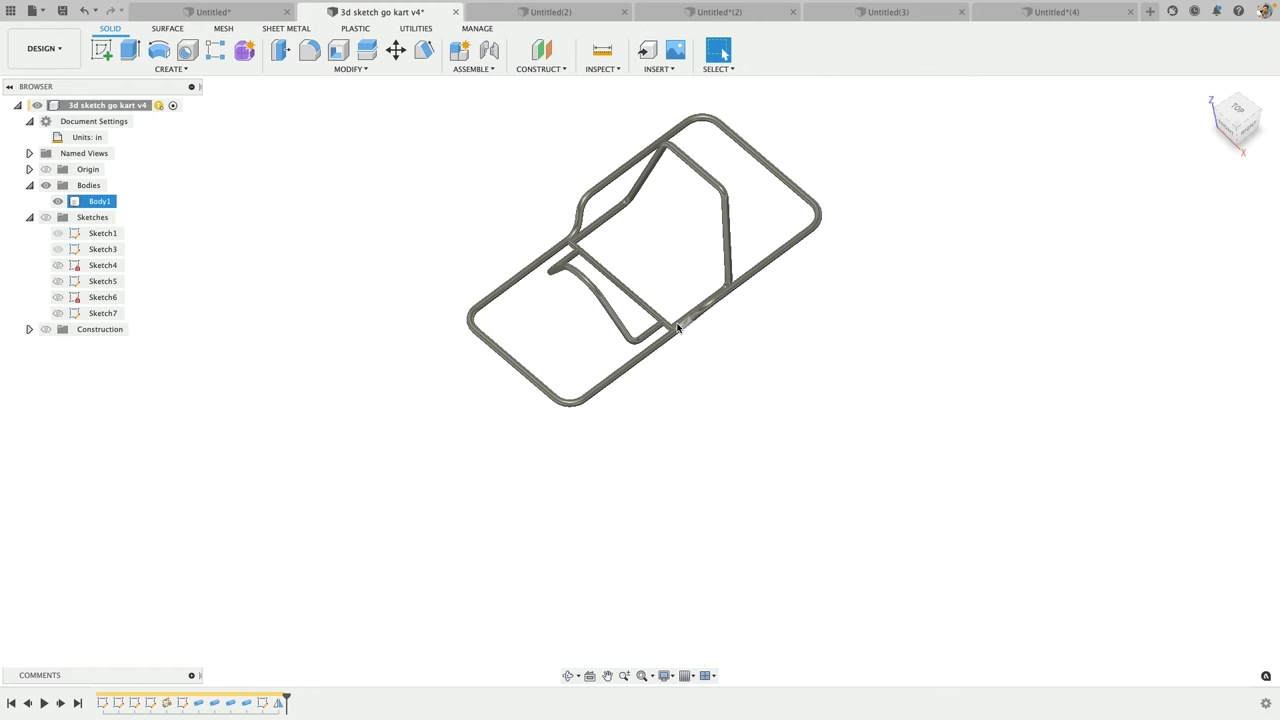 Untitled*
3d sketch go kart v4*
Untitled(2)
Untitled*(2)
Untitled(3)
Untitled*(4)
SOLID
SURFACE
MESH
SHEET METAL
PLASTIC
UTILITIES
MANAGE
DESIGN
CREATE
MODIFY
ASSEMBLE
CONSTRUCT
INSPECT
INSERT
SELECT
BROWSER
3d sketch go kart v4
Document Settings
Units: in
Named Views
Origin
Bodies
Body1
Sketches
Sketch1
Sketch3
Sketch4
Sketch5
Sketch6
Sketch7
Construction
Z
TOP
X
COMMENTS